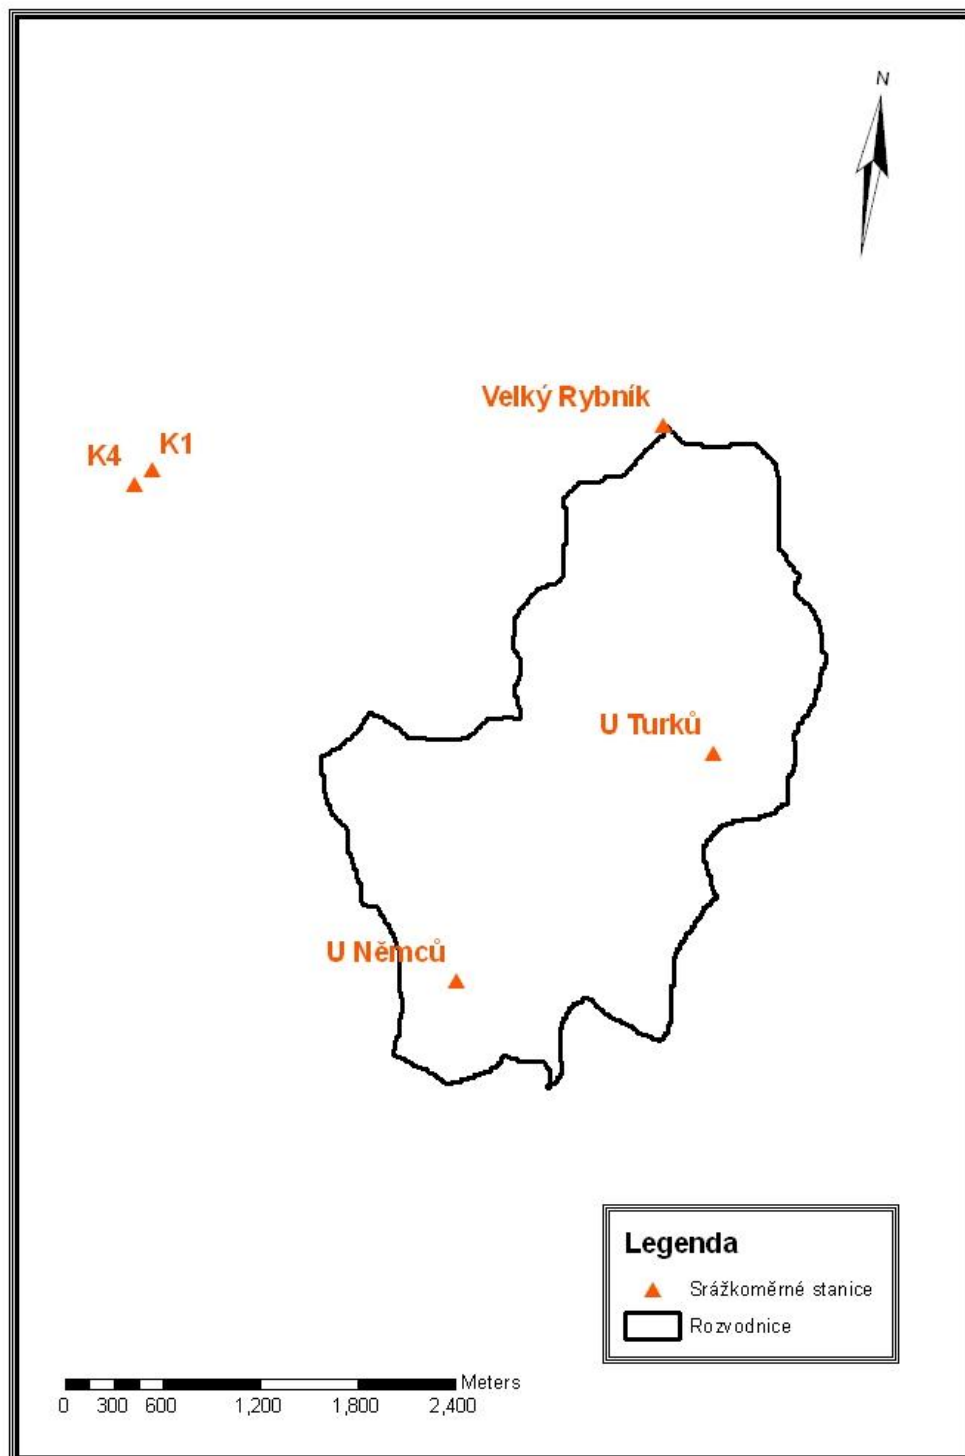 N
Velký Rybník
K1
K4
U Turků
U Němců
Legenda
Srážkoměrné stanice
Rozvodnice
Meters
0 300 600 1,200 1,800 2,400